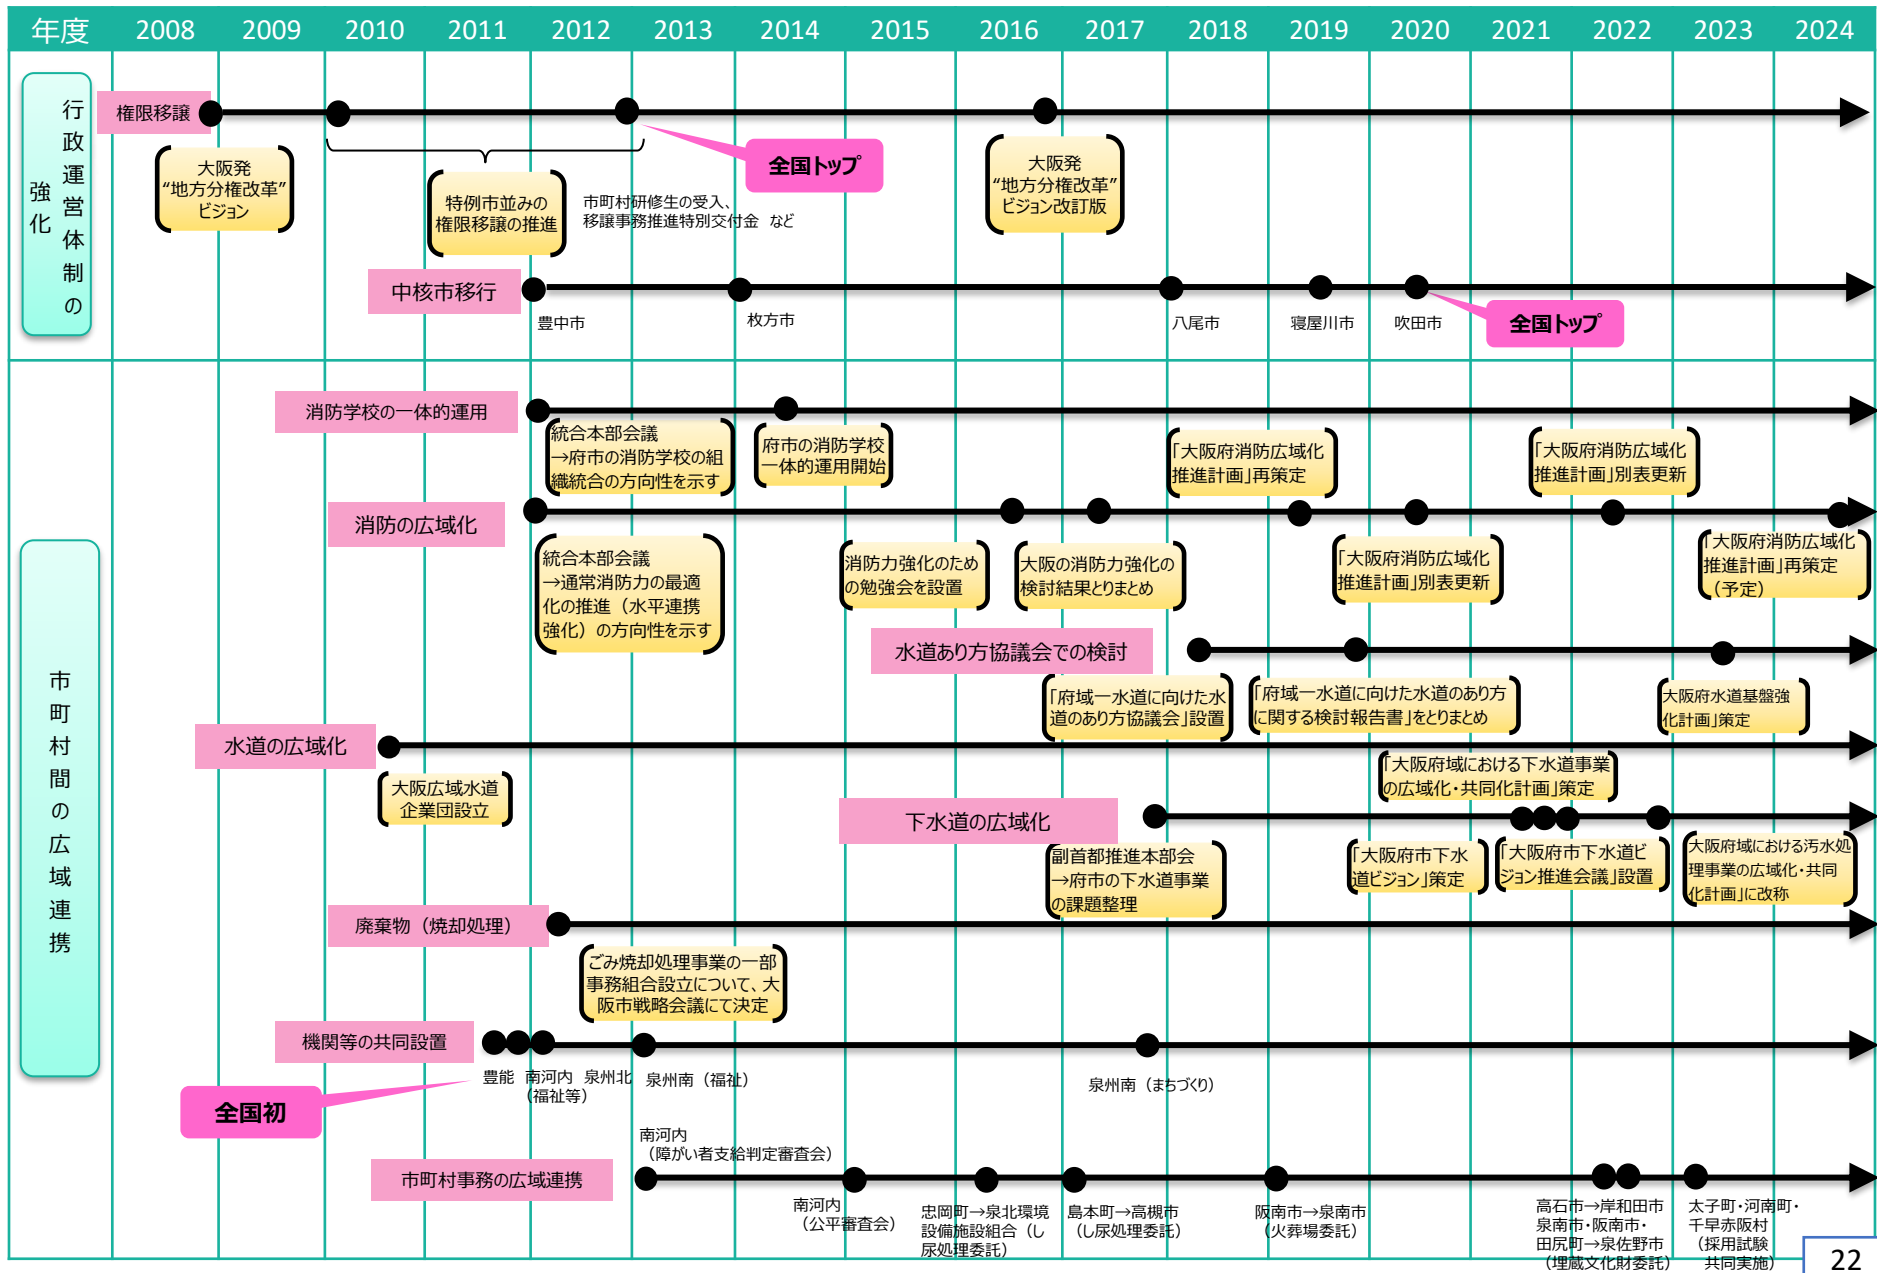 年度 2008 2009 2010 2011 2012 2013 2014 2015 2016 2017 2018 2019 2020 2021 2022 2023 2024
行政運営体制の
強化
権限移譲
大阪発
“地方分権改革”
ビジョン
特例市並みの
権限移譲の推進
市町村研修生の受入、
移譲事務推進特別交付金 など
全国トップ
大阪発
“地方分権改革”
ビジョン改訂版
中核市移行
豊中市
枚方市
八尾市
寝屋川市
吹田市
全国トップ
市町村間の広域連携
消防学校の一体的運用
統合本部会議
→府市の消防学校の組
織統合の方向性を示す
府市の消防学校
一体的運用開始
「大阪府消防広域化
推進計画」再策定
「大阪府消防広域化
推進計画」別表更新
消防の広域化
統合本部会議
→通常消防力の最適
化の推進（水平連携
強化）の方向性を示す
消防力強化のため
の勉強会を設置
大阪の消防力強化の
検討結果とりまとめ
「大阪府消防広域化
推進計画」別表更新
「大阪府消防広域化
推進計画」再策定
（予定）
水道あり方協議会での検討
「府域一水道に向けた水
道のあり方協議会」設置
「府域一水道に向けた水道のあり方
に関する検討報告書」をとりまとめ
大阪府水道基盤強
化計画」策定
水道の広域化
大阪広域水道
企業団設立
「大阪府域における下水道事業
の広域化・共同化計画」策定
下水道の広域化
副首都推進本部会
→府市の下水道事業
の課題整理
「大阪府市下水
道ビジョン」策定
「大阪府市下水道ビ
ジョン推進会議」設置
大阪府域における汚水処
理事業の広域化・共同
化計画」に改称
廃棄物（焼却処理）
ごみ焼却処理事業の一部
事務組合設立について、大
阪市戦略会議にて決定
機関等の共同設置
豊能 南河内 泉州北
（福祉等）
泉州南（福祉）
泉州南（まちづくり）
全国初
市町村事務の広域連携
南河内
（障がい者支給判定審査会）
南河内
（公平審査会）
忠岡町→泉北環境
設備施設組合（し
尿処理委託）
島本町→高槻市
（し尿処理委託）
阪南市→泉南市
（火葬場委託）
高石市→岸和田市
泉南市・阪南市・
田尻町→泉佐野市
（埋蔵文化財委託）
太子町・河南町・
千早赤阪村
（採用試験
共同実施）
22